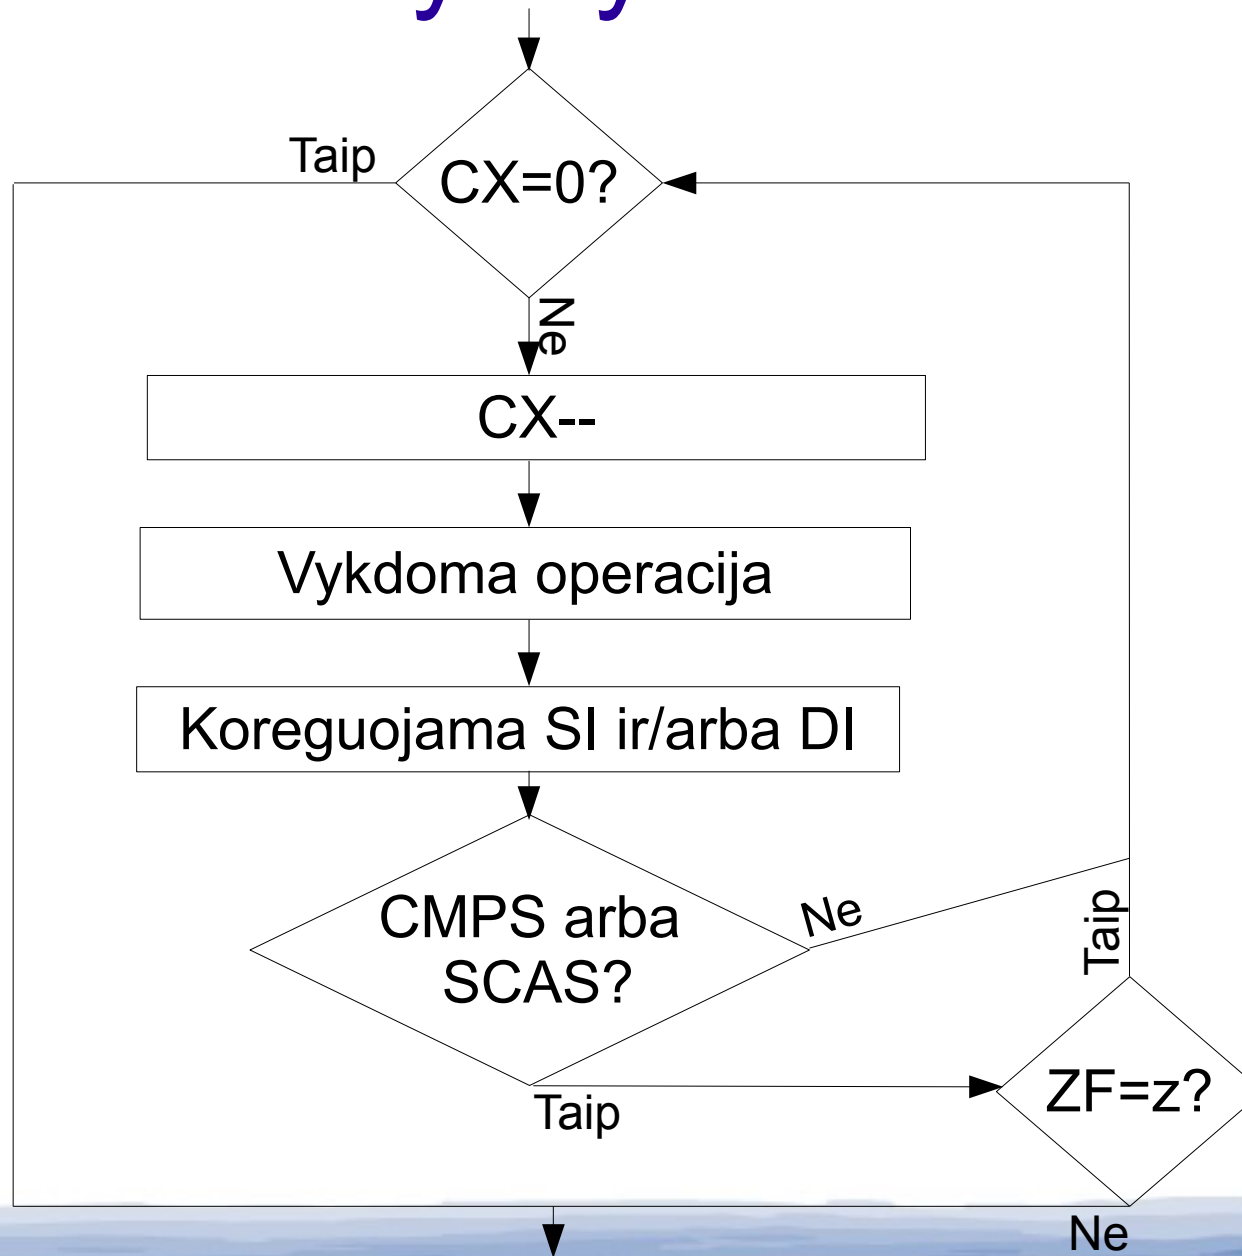 Taip
CX=0?
Ne
CX--
Vykdoma operacija
Koreguojama SI ir/arba DI
CMPS arba
SCAS?
Ne
Taip
Taip
ZF=z?
Ne